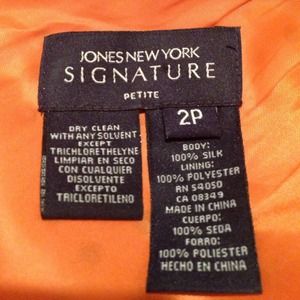 JONES NEW YORK
SIGNATURE
PETITE
2P
DRY CLEAN
WITH ANY SOLVENT
EXCEPT
TRICHLORETHELYNE
LIMPIAR EN SECO
CON CUALQUIER
DISOLVENTE
EXCEPTO
TRICLORETILENO
BODY:
100% SILK
LINING:
100% POLYESTER
RN 54050
CA 08349
MADE IN CHINA
CUERPO:
100% SEDA
FORRO:
100% POLIESTER
HECHO EN CHINA